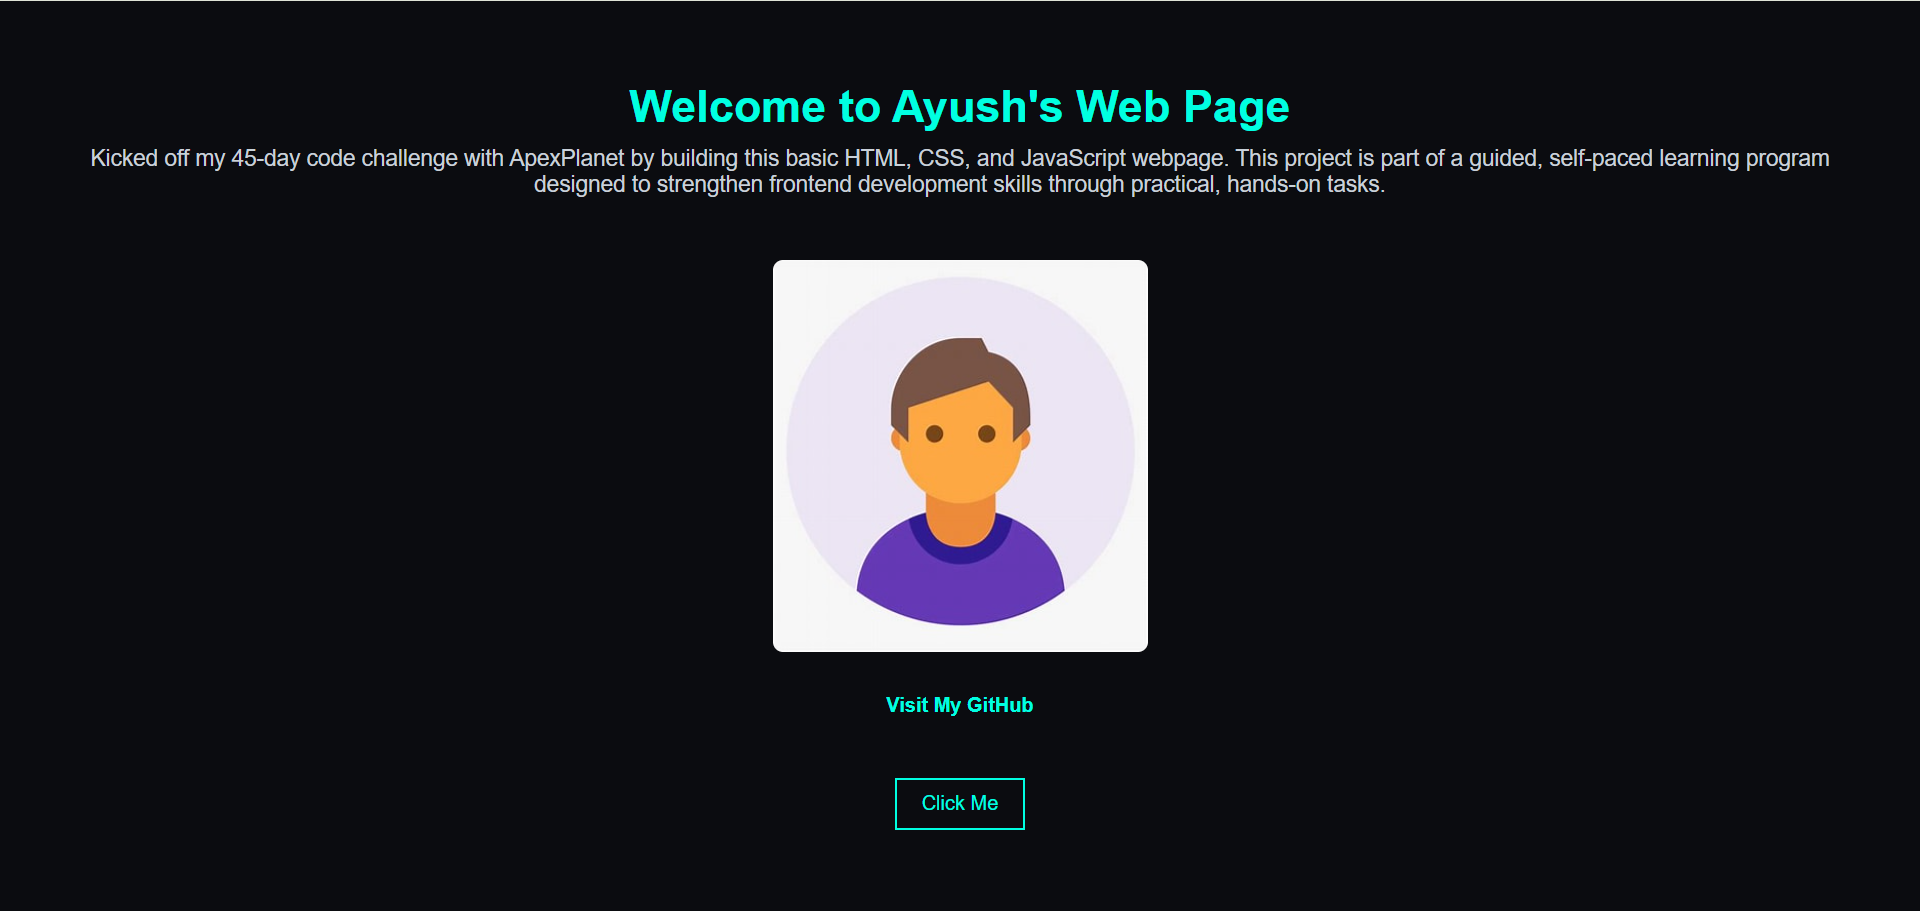 Welcome to Ayush's Web Page
Kicked off my 45-day code challenge with ApexPlanet by building this basic HTML, CSS, and JavaScript webpage. This project is part of a guided, self-paced learning program
designed to strengthen frontend development skills through practical, hands-on tasks.
Visit My GitHub
Click Me